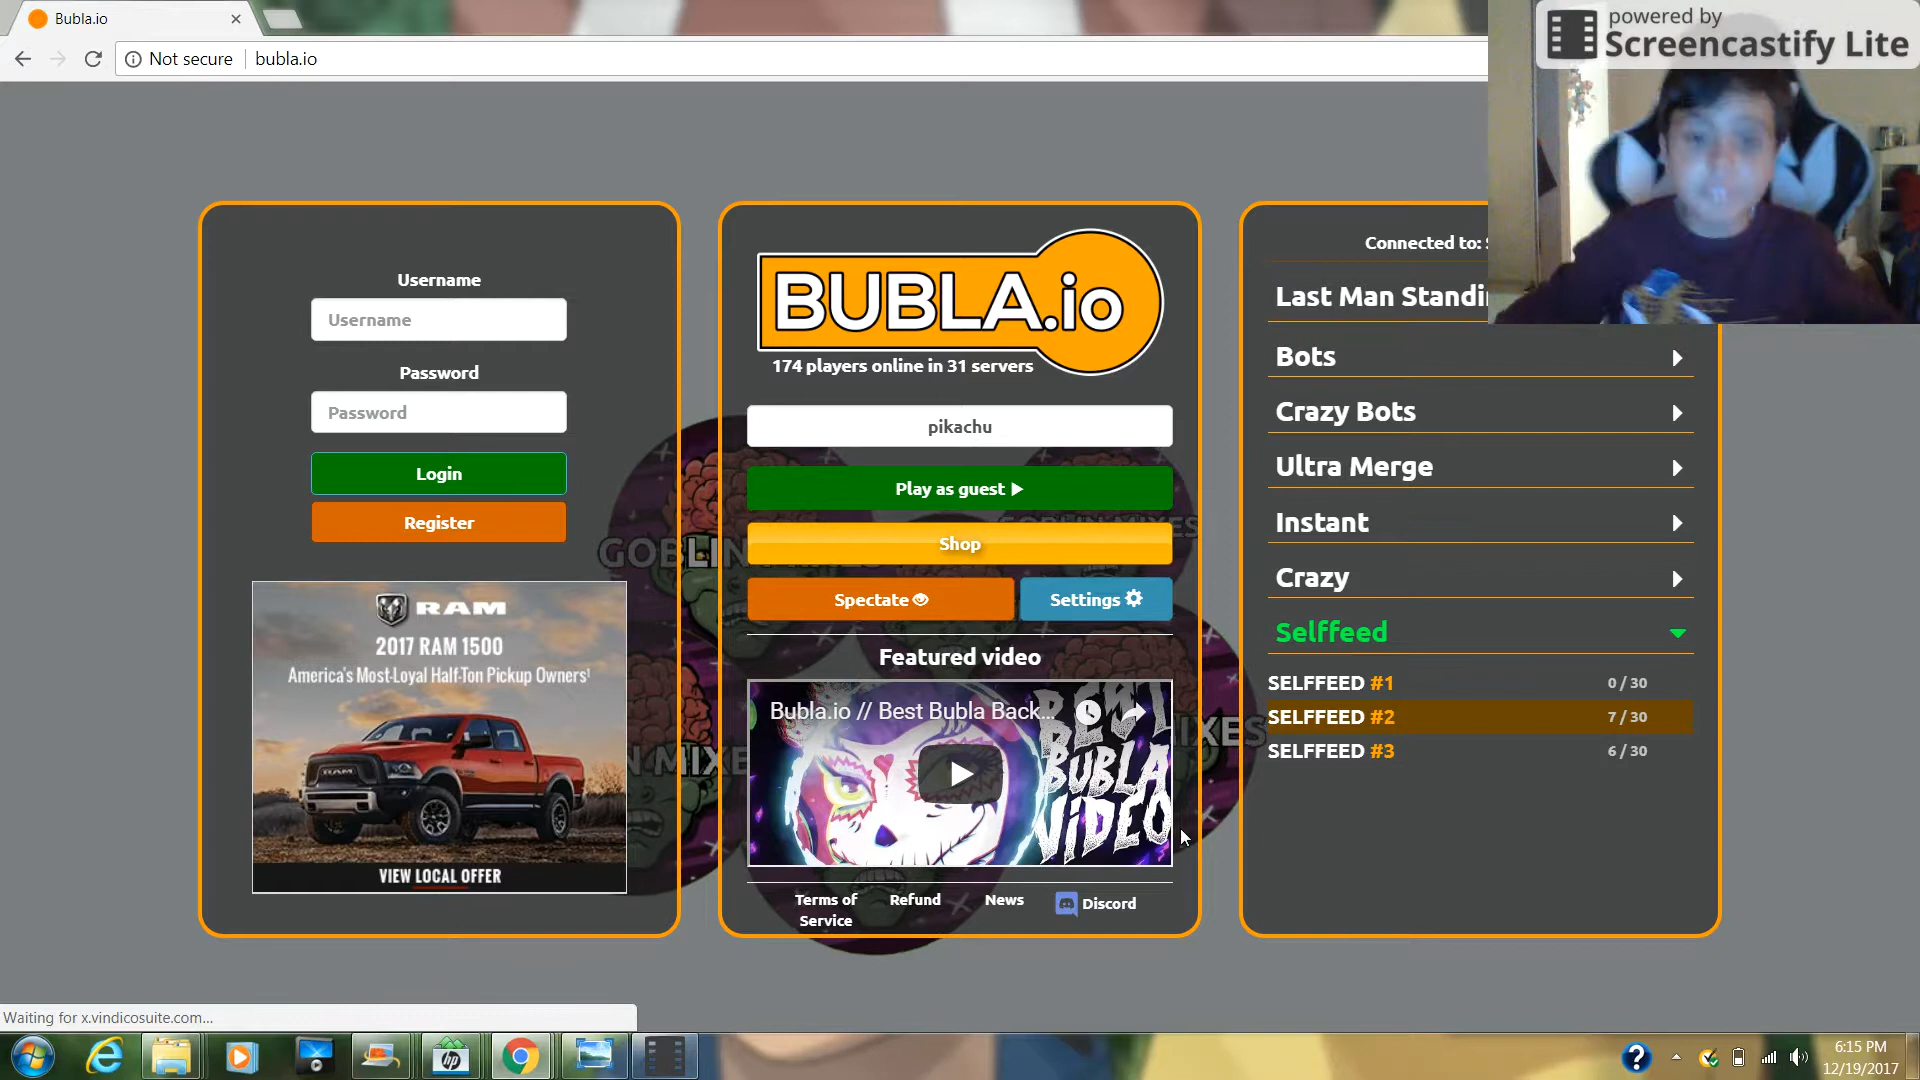 Bubla.io
powered by
Screencastify Lite
Not secure
bubla.io
Username
Username
Password
Password
Login
Register
RAM
2017 RAM 1500
America's Most-Loyal Half-Ton Pickup Owners¹
RAM
VIEW LOCAL OFFER
BUBLA.io
174 players online in 31 servers
pikachu
Play as guest
Shop
Spectate
Settings
Featured video
Bubla.io // Best Bubla Back...
BEST
BUBLA
ViDEO
Terms of
Service
Refund
News
Discord
Connected to:
Last Man Standi
Bots
Crazy Bots
Ultra Merge
Instant
Crazy
Selffeed
SELFFEED #1
0 / 30
SELFFEED #2
7 / 30
SELFFEED #3
6 / 30
GOBLIN MIXES
Waiting for x.vindicosuite.com...
hp
6:15 PM
12/19/2017